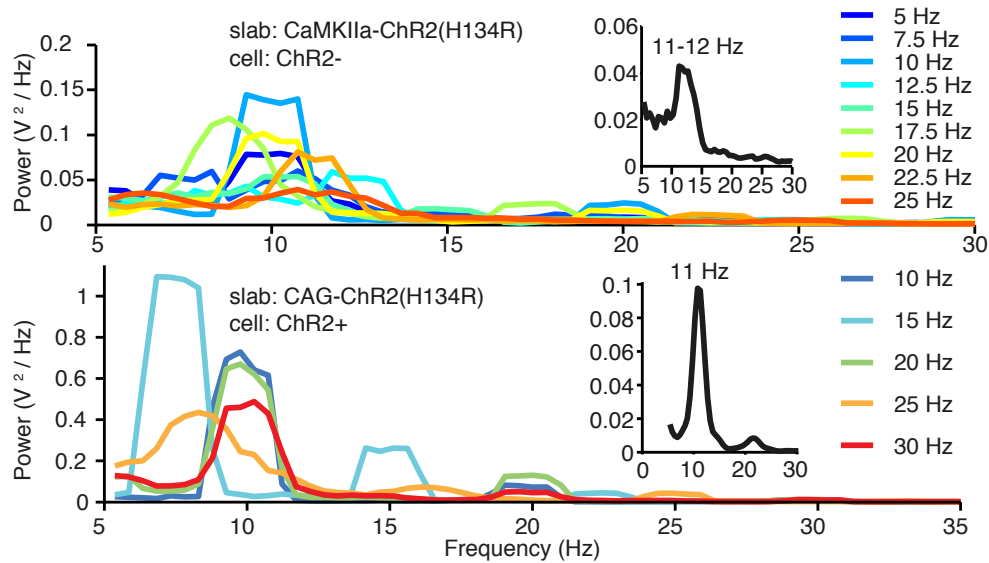 slab: CaMKIIa-ChR2(H134R)
cell: ChR2-
Power (V ² / Hz)
0.2
0.15
0.1
0.05
0
5
10
15
20
25
30
11-12 Hz
0.06
0.04
0.02
0
5 10 20 30
5 Hz
7.5 Hz
10 Hz
12.5 Hz
15 Hz
17.5 Hz
20 Hz
22.5 Hz
25 Hz
slab: CAG-ChR2(H134R)
cell: ChR2+
Power (V ² / Hz)
1
0.8
0.6
0.4
0.2
0
5
10
15
20
25
30
35
Frequency (Hz)
11 Hz
0.1
0.08
0.06
0.04
0.02
0
0 10 20 30
10 Hz
15 Hz
20 Hz
25 Hz
30 Hz